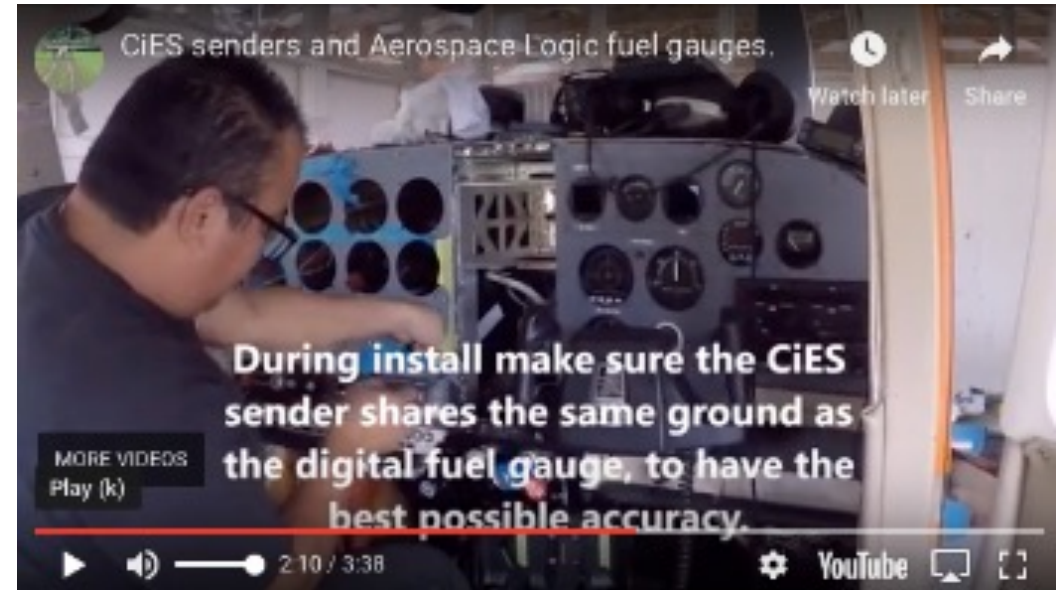 CiES senders and Aerospace Logic fuel gauges.
Watch later
Share
During install make sure the CiES
sender shares the same ground as
the digital fuel gauge, to have the
best possible accuracy.
MORE VIDEOS
Play (k)
2:10 / 3:38
YouTube